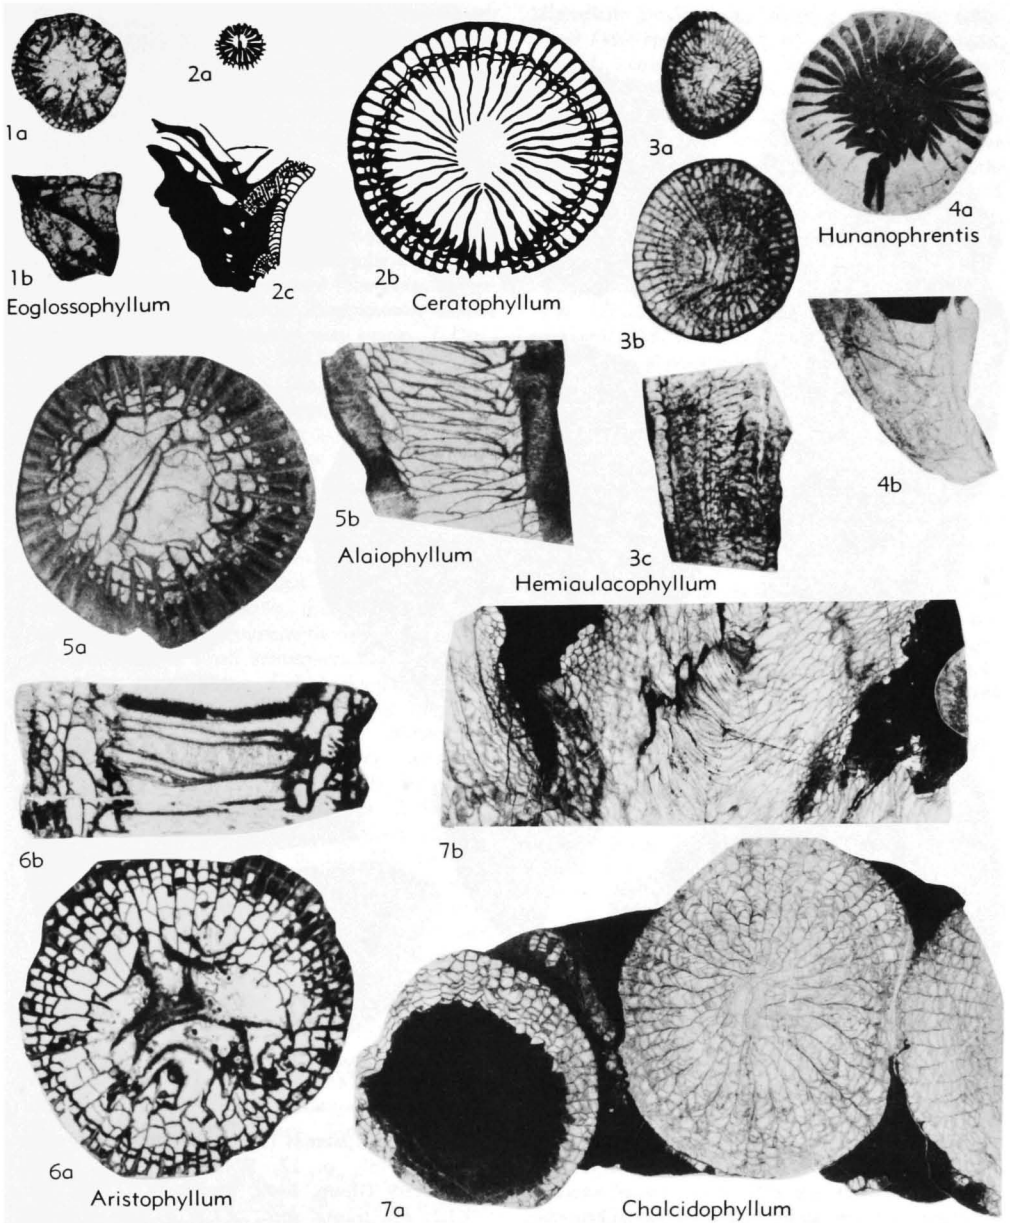 1a
2a
3a
4a
Hunanophrentis
1b
2c
2b
Eoglossophyllum
Ceratophyllum
3b
4b
5b
Alaiophyllum
3c
Hemiaulacophyllum
5a
6b
7b
6a
Aristophyllum
7a
Chalcidophyllum